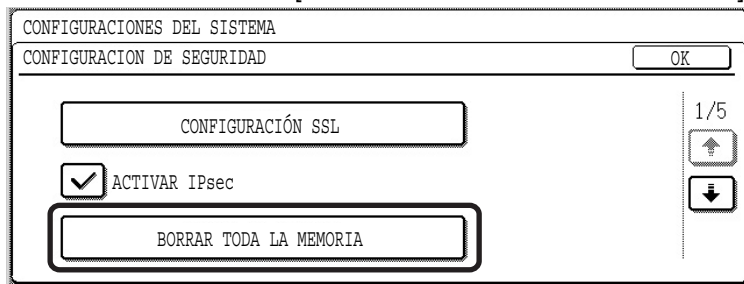 CONFIGURACIONES DEL SISTEMA
CONFIGURACION DE SEGURIDAD
OK
CONFIGURACIÓN SSL
1/5
ACTIVAR IPsec
BORRAR TODA LA MEMORIA